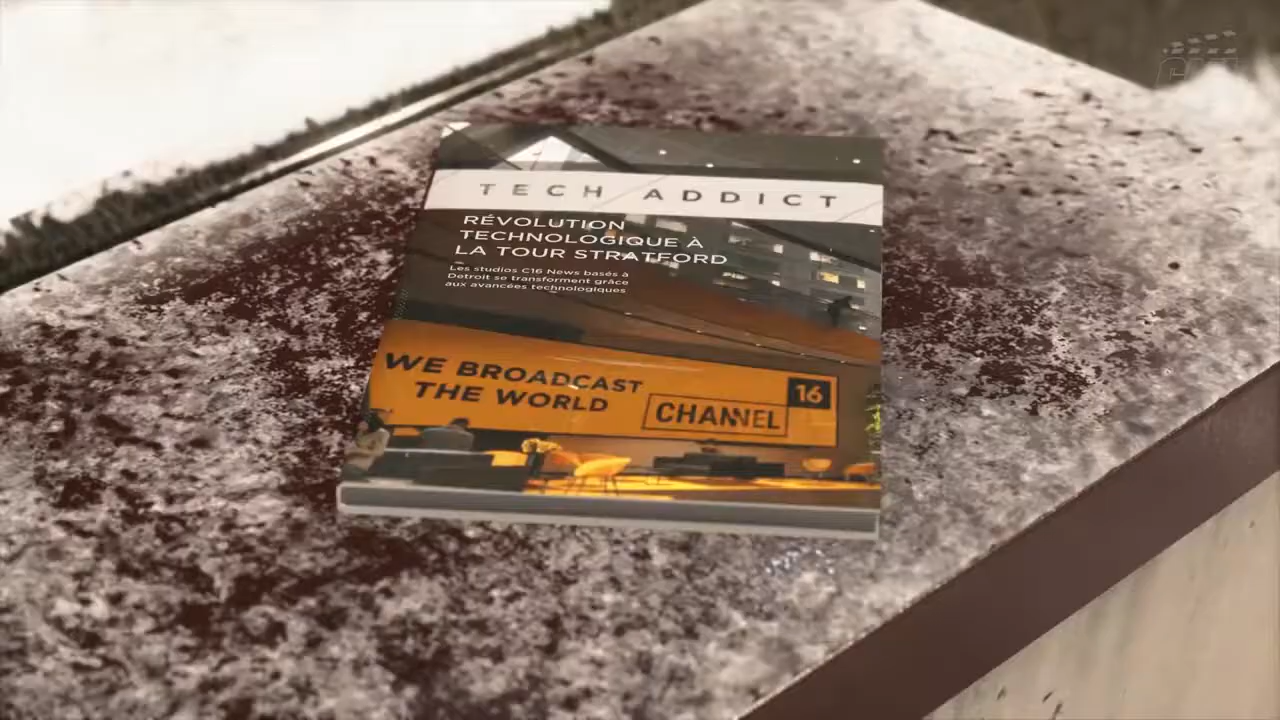 TECH ADDICT
RÉVOLUTION
TECHNOLOGIQUE À
LA TOUR STRATFORD
Les studios C16 News basés à
Detroit se transforment grâce
aux avancées technologiques
WE BROADCAST
THE WORLD
CHANNEL
16